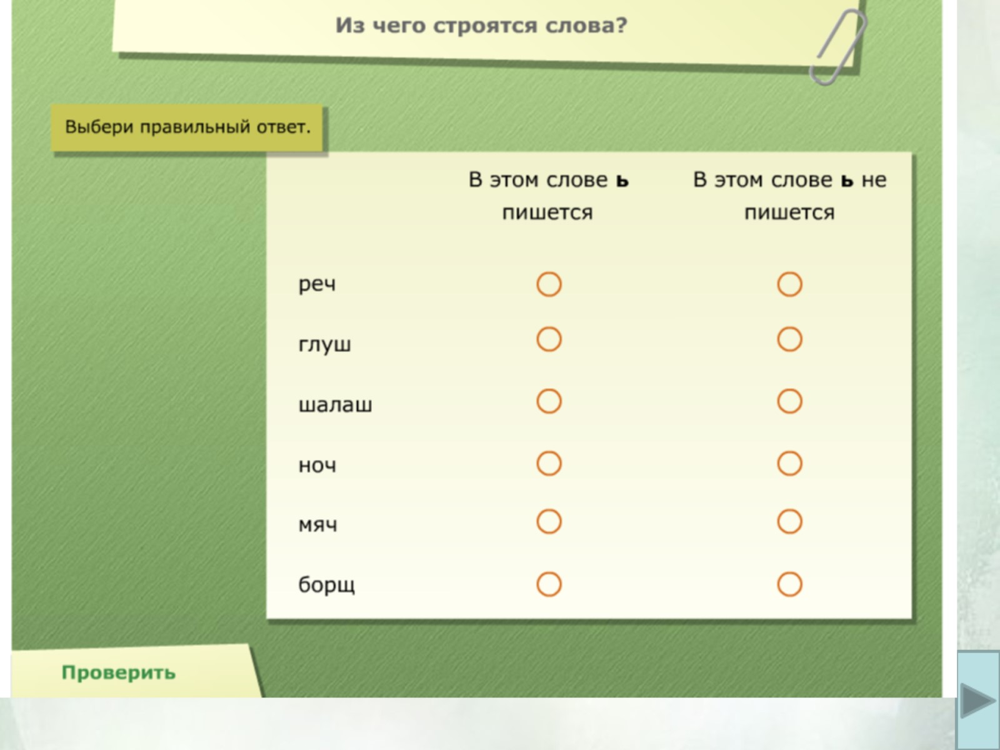 Из чего строятся слова?
Выбери правильный ответ.
В этом слове ь пишется
В этом слове ь не пишется
реч
глуш
шалаш
ноч
мяч
борщ
Проверить